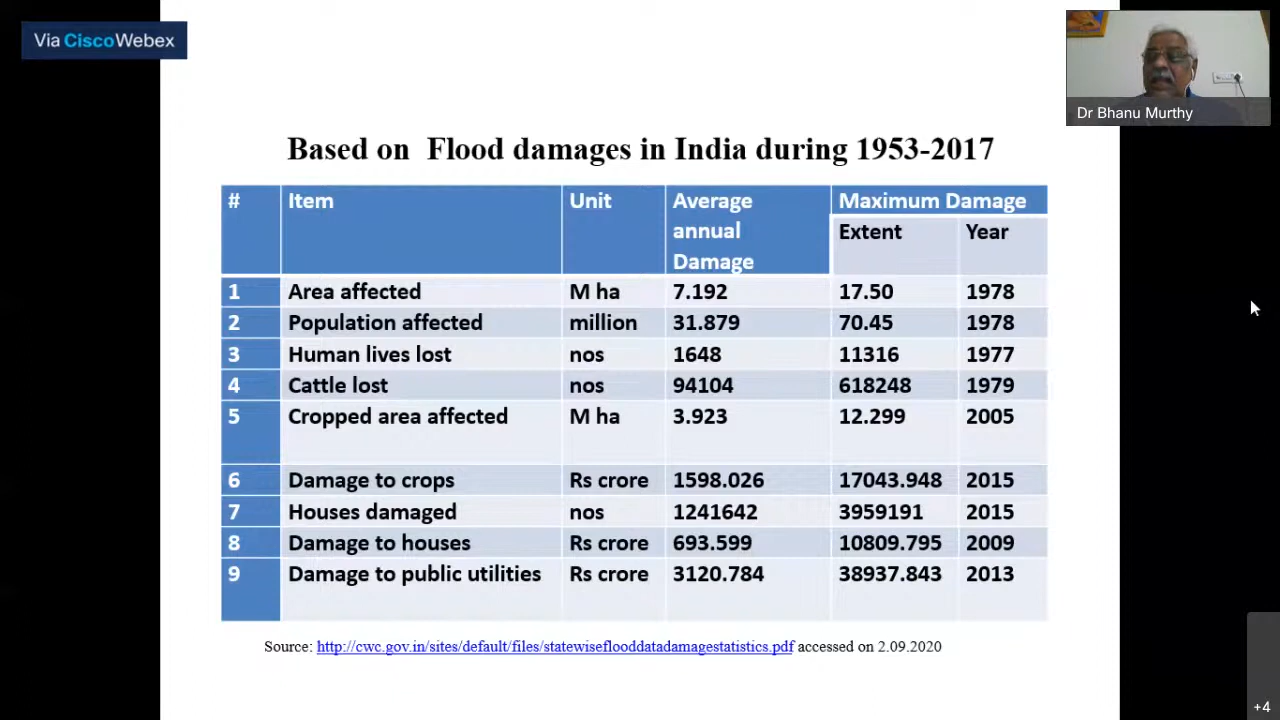 Via CiscoWebex
Dr Bhanu Murthy
Based on Flood damages in India during 1953-2017
# Item Unit Average annual Damage Maximum Damage
Extent Year
1 Area affected M ha 7.192 17.50 1978
2 Population affected million 31.879 70.45 1978
3 Human lives lost nos 1648 11316 1977
4 Cattle lost nos 94104 618248 1979
5 Cropped area affected M ha 3.923 12.299 2005
6 Damage to crops Rs crore 1598.026 17043.948 2015
7 Houses damaged nos 1241642 3959191 2015
8 Damage to houses Rs crore 693.599 10809.795 2009
9 Damage to public utilities Rs crore 3120.784 38937.843 2013
Source: http://cwc.gov.in/sites/default/files/statewiseflooddatadamagestatistics.pdf accessed on 2.09.2020
+4